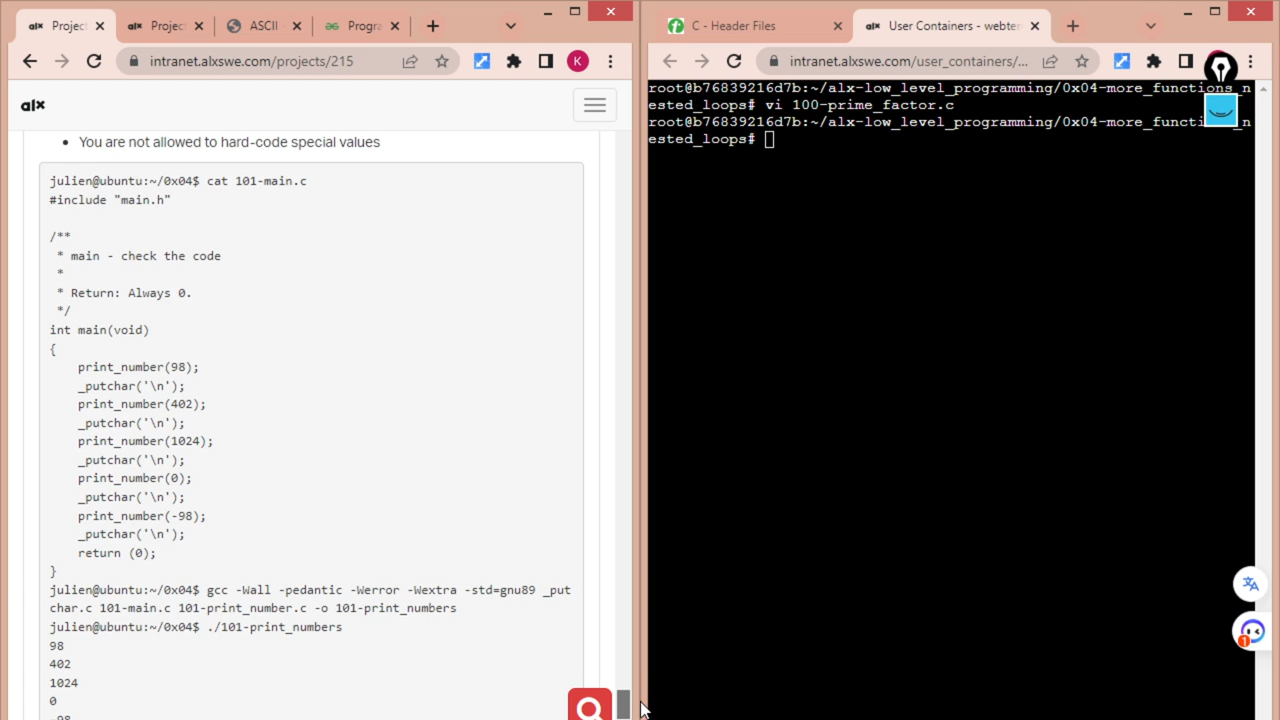 Projec
Projec
ASCII
Progra
intranet.alxswe.com/projects/215
K
alx
You are not allowed to hard-code special values
julien@ubuntu:~/0x04$ cat 101-main.c
#include "main.h"
/**
* main - check the code
*
* Return: Always 0.
*/
int main(void)
{
print_number(98);
_putchar('\n');
print_number(402);
_putchar('\n');
print_number(1024);
_putchar('\n');
print_number(0);
_putchar('\n');
print_number(-98);
_putchar('\n');
return (0);
}
julien@ubuntu:~/0x04$ gcc -Wall -pedantic -Werror -Wextra -std=gnu89 _put
char.c 101-main.c 101-print_number.c -o 101-print_numbers
julien@ubuntu:~/0x04$ ./101-print_numbers
98
402
1024
0
-98
C - Header Files
User Containers - webter
intranet.alxswe.com/user_containers/...
root@b76839216d7b:~/alx-low_level_programming/0x04-more_functions_n
ested_loops# vi 100-prime_factor.c
root@b76839216d7b:~/alx-low_level_programming/0x04-more_functi _n
ested_loops#
1